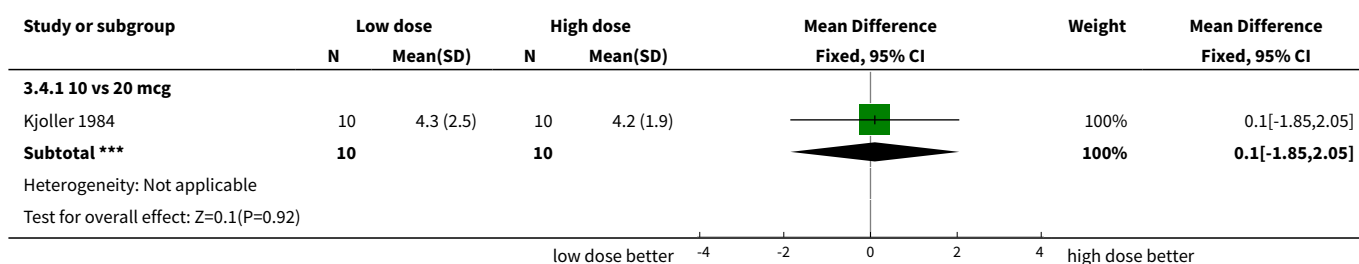 Study or subgroup Low dose High dose Mean Difference Weight Mean Difference
N Mean(SD) N Mean(SD) Fixed, 95% CI Fixed, 95% CI
3.4.1 10 vs 20 mcg
Kjoller 1984 10 4.3 (2.5) 10 4.2 (1.9) 100% 0.1[-1.85,2.05]
Subtotal *** 10 10 100% 0.1[-1.85,2.05]
Heterogeneity: Not applicable
Test for overall effect: Z=0.1(P=0.92)
low dose better -4 -2 0 2 4 high dose better